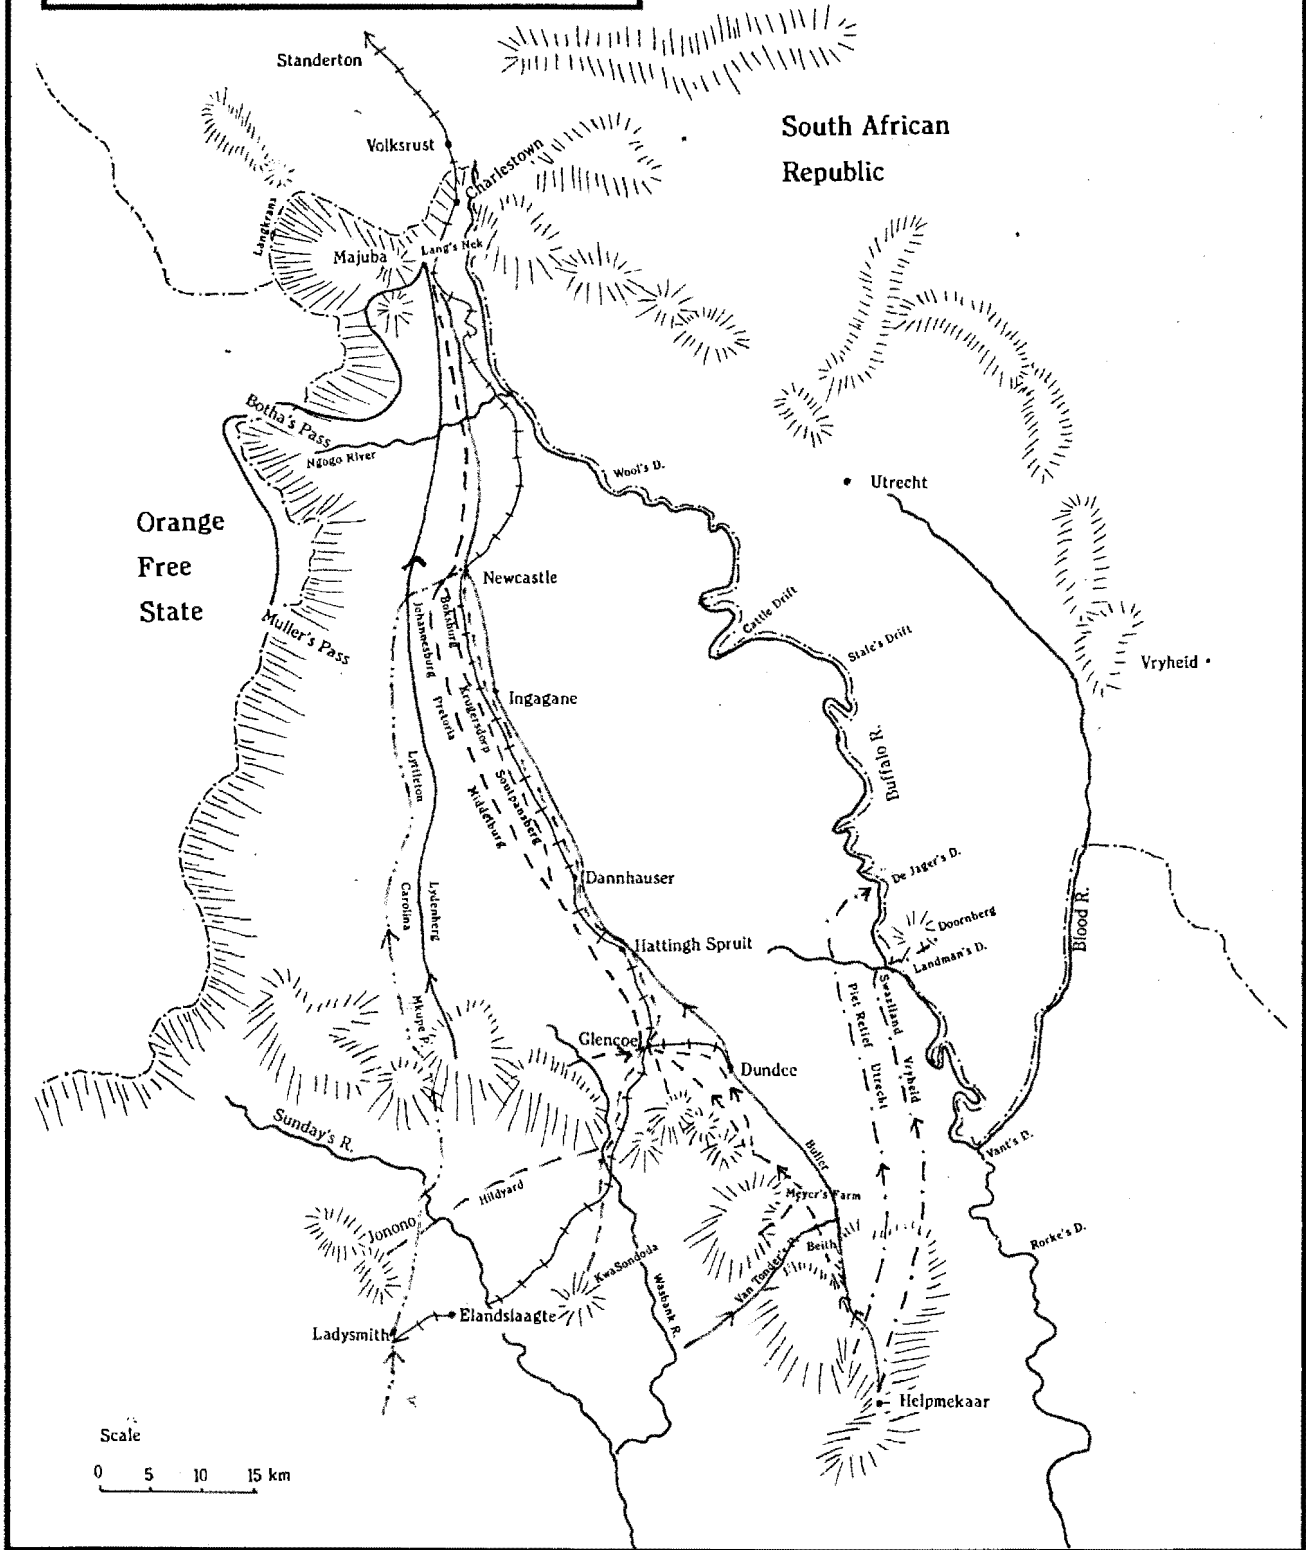 Standerton
Volksrust
Charlestown
South African
Republic
Langkrans
Majuba
Lang's Nek
Botha's Pass
Ngogo River
Wool's D.
Utrecht
Orange
Free
State
Newcastle
Cattle Drift
Johannesburg
Boksburg
Muller's Pass
Stale's Drift
Vryheid
Ingagane
Pretoria
Krugersdorp
Lyttleton
Soutpansberg
Middelburg
Buffalo R.
De Jager's D.
Dannhauser
Carolina
Lydenberg
Doornberg
Blood R.
Hattingh Spruit
Landman's D.
Mkupe P.
Piet Relief
Swaziland
Glencoe
Dundee
Utrecht
Vryheid
Sunday's R.
Buller
Vant's D.
Hildyard
Meyer's Farm
Jonono
Beith
Rorke's D.
KwaSondoda
Wasbank R.
Van Tonder's P.
Elandslaagte
Ladysmith
Helpmekaar
Scale
0 5 10 15 km